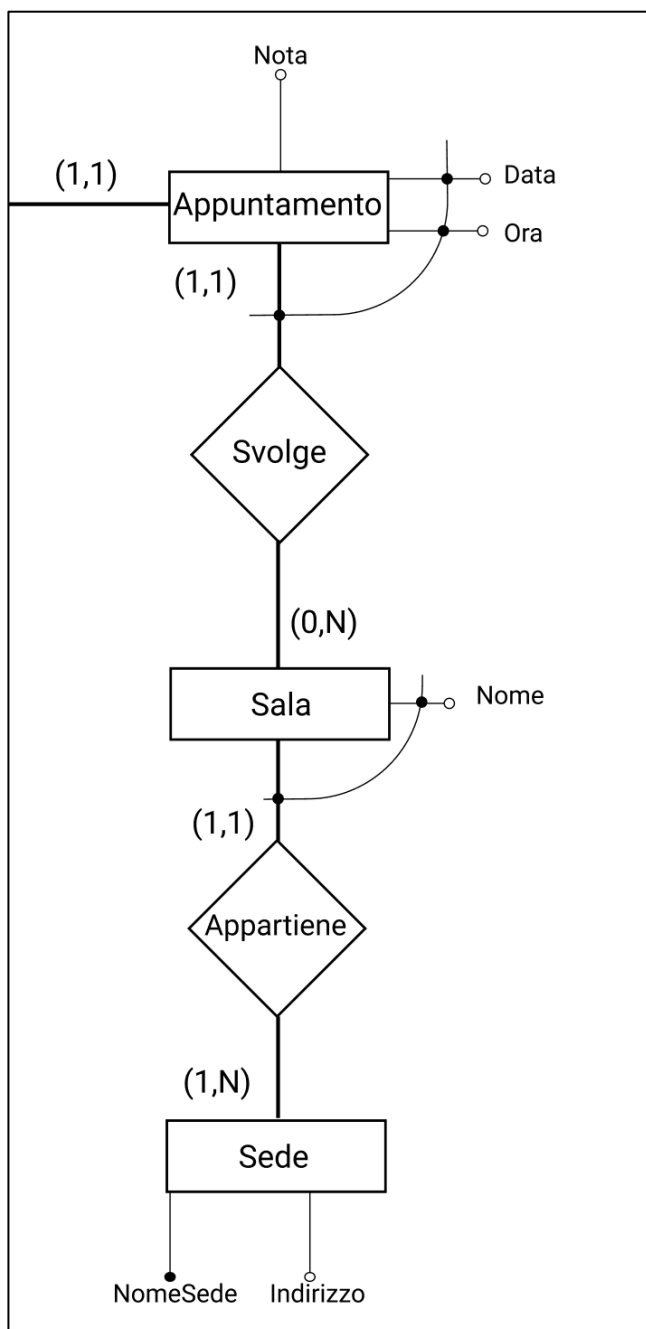 Nota
(1,1)
Appuntamento
Data
Ora
(1,1)
Svolge
(0,N)
Sala
Nome
(1,1)
Appartiene
(1,N)
Sede
NomeSede
Indirizzo